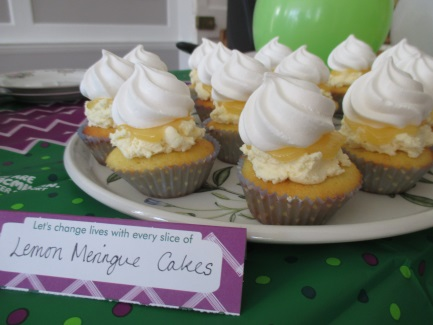 Let's change lives with every slice of
Lemon Meringue Cakes